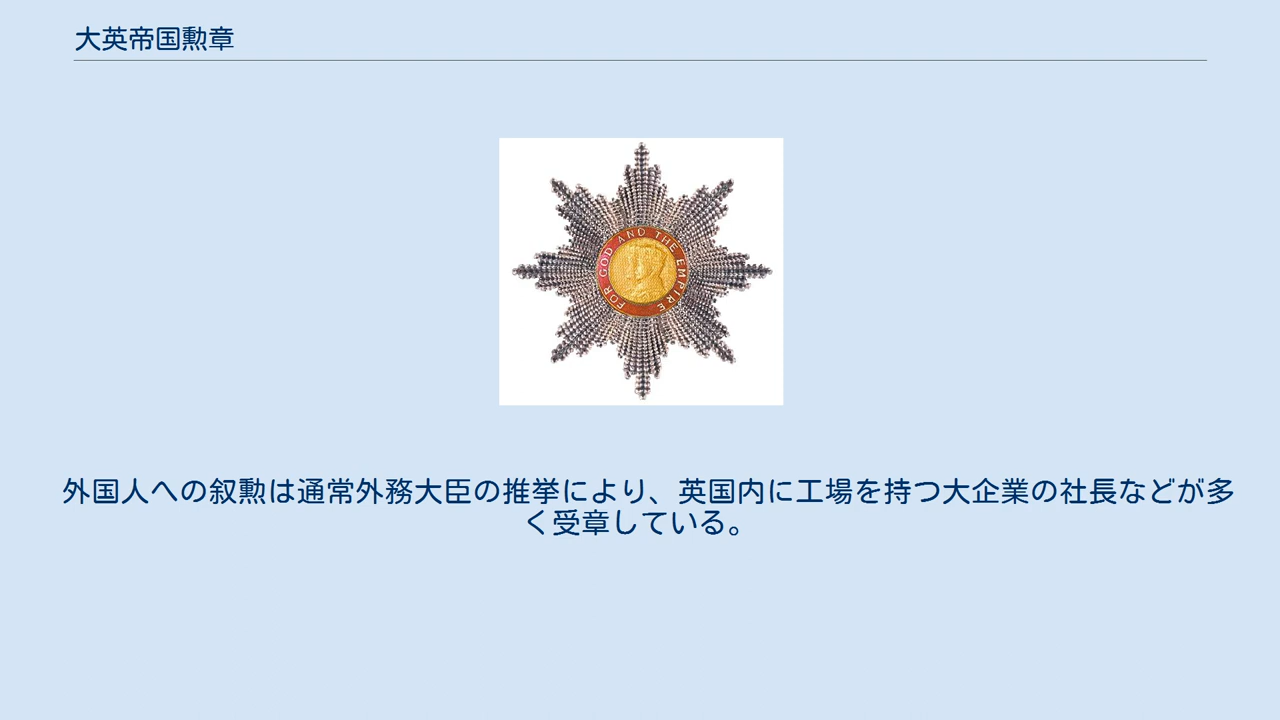 大英帝国勲章
FOR GOD AND THE EMPIRE
外国人への叙勲は通常外務大臣の推挙により、英国内に工場を持つ大企業の社長などが多
く受章している。